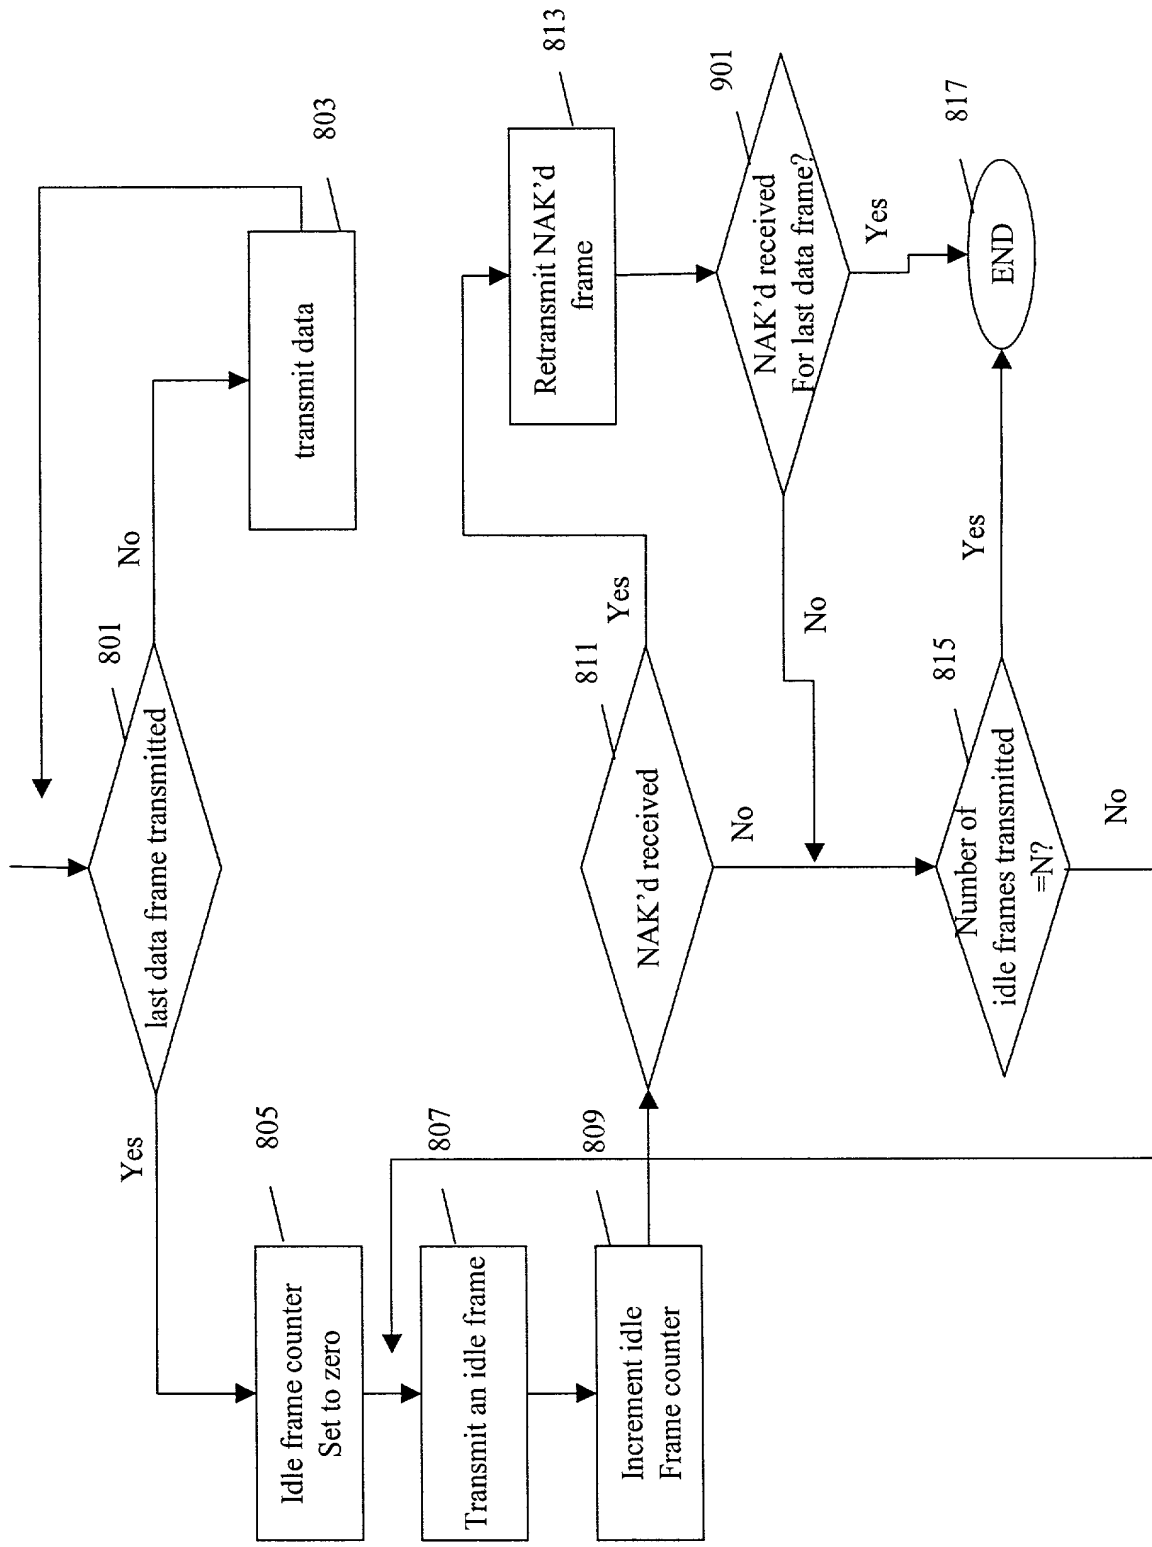 801
last data frame transmitted
Yes
No
803
transmit data
805
Idle frame counter
Set to zero
807
Transmit an idle frame
809
Increment idle
Frame counter
811
NAK'd received
Yes
No
813
Retransmit NAK'd
frame
901
NAK'd received
For last data frame?
No
Yes
815
Number of
idle frames transmitted
=N?
Yes
No
817
END